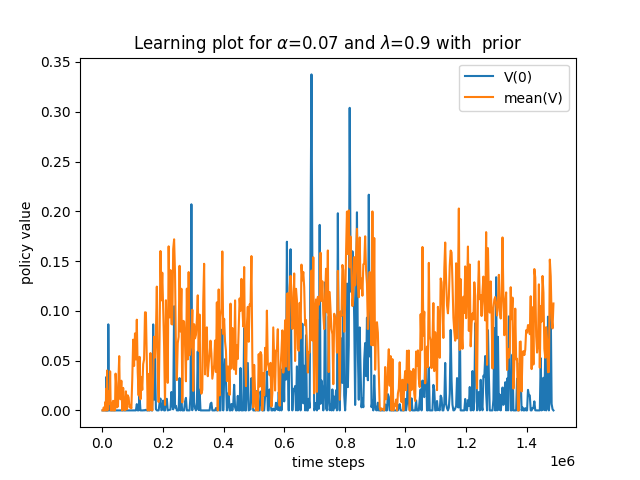 Learning plot for α=0.07 and λ=0.9 with  prior
V(0)
mean(V)
policy value
0.35
0.30
0.25
0.20
0.15
0.10
0.05
0.00
0.0 0.2 0.4 0.6 0.8 1.0 1.2 1.4
1e6
time steps